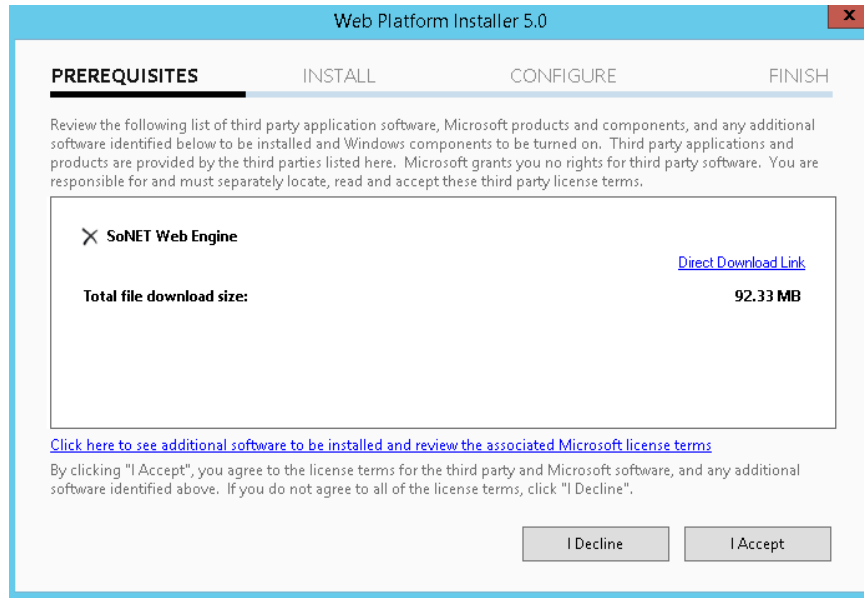 Web Platform Installer 5.0
x
PREREQUISITES INSTALL CONFIGURE FINISH
Review the following list of third party application software, Microsoft products and components, and any additional
software identified below to be installed and Windows components to be turned on. Third party applications and
products are provided by the third parties listed here. Microsoft grants you no rights for third party software. You are
responsible for and must separately locate, read and accept these third party license terms.
SoNET Web Engine
Direct Download Link
Total file download size: 92.33 MB
Click here to see additional software to be installed and review the associated Microsoft license terms
By clicking "I Accept", you agree to the license terms for the third party and Microsoft software, and any additional
software identified above. If you do not agree to all of the license terms, click "I Decline".
I Decline I Accept